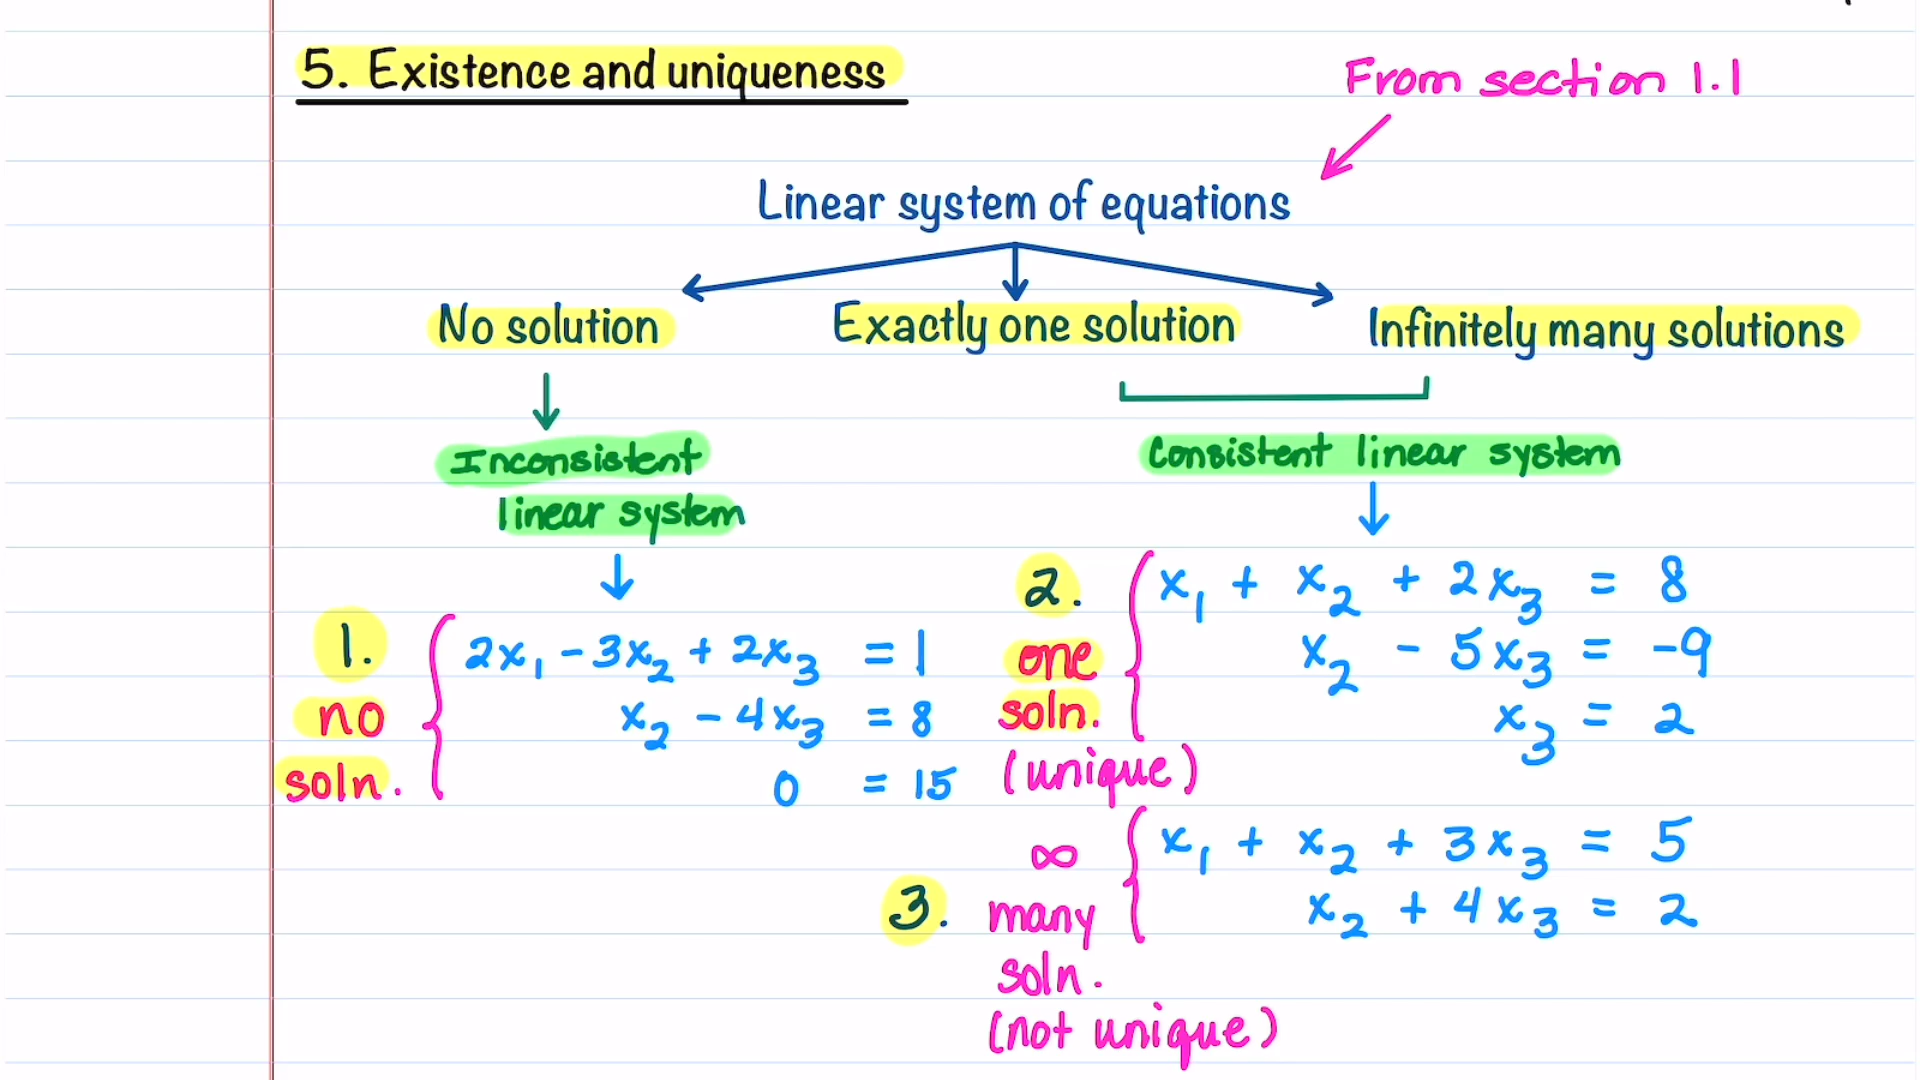 5. Existence and uniqueness
From section 1.1
Linear system of equations
No solution
Exactly one solution
Infinitely many solutions
Inconsistent
linear system
Consistent linear system
1.
no
soln.
2x₁ - 3x₂ + 2x₃ = 1
x₂ - 4x₃ = 8
0 = 15
2.
one
soln.
(unique)
x₁ + x₂ + 2x₃ = 8
x₂ - 5x₃ = -9
x₃ = 2
3.
∞
many
soln.
(not unique)
x₁ + x₂ + 3x₃ = 5
x₂ + 4x₃ = 2